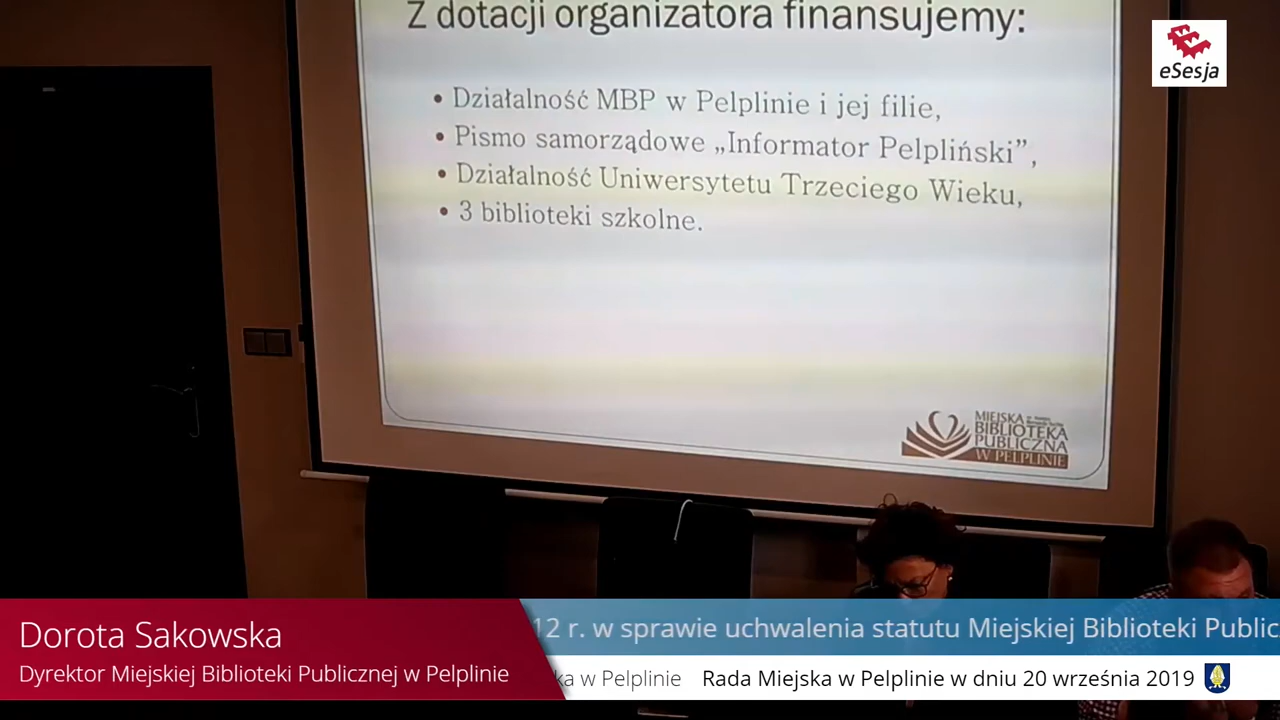 Z dotacji organizatora finansujemy:
eSesja
• Działalność MBP w Pelplinie i jej filie,
• Pismo samorządowe „Informator Pelpliński”,
• Działalność Uniwersytetu Trzeciego Wieku,
• 3 biblioteki szkolne.
MIEJSKA
BIBLIOTEKA
PUBLICZNA
W PELPLINIE
Dorota Sakowska
Dyrektor Miejskiej Biblioteki Publicznej w Pelplinie
12 r. w sprawie uchwalenia statutu Miejskiej Biblioteki Public
ka w Pelplinie Rada Miejska w Pelplinie w dniu 20 września 2019